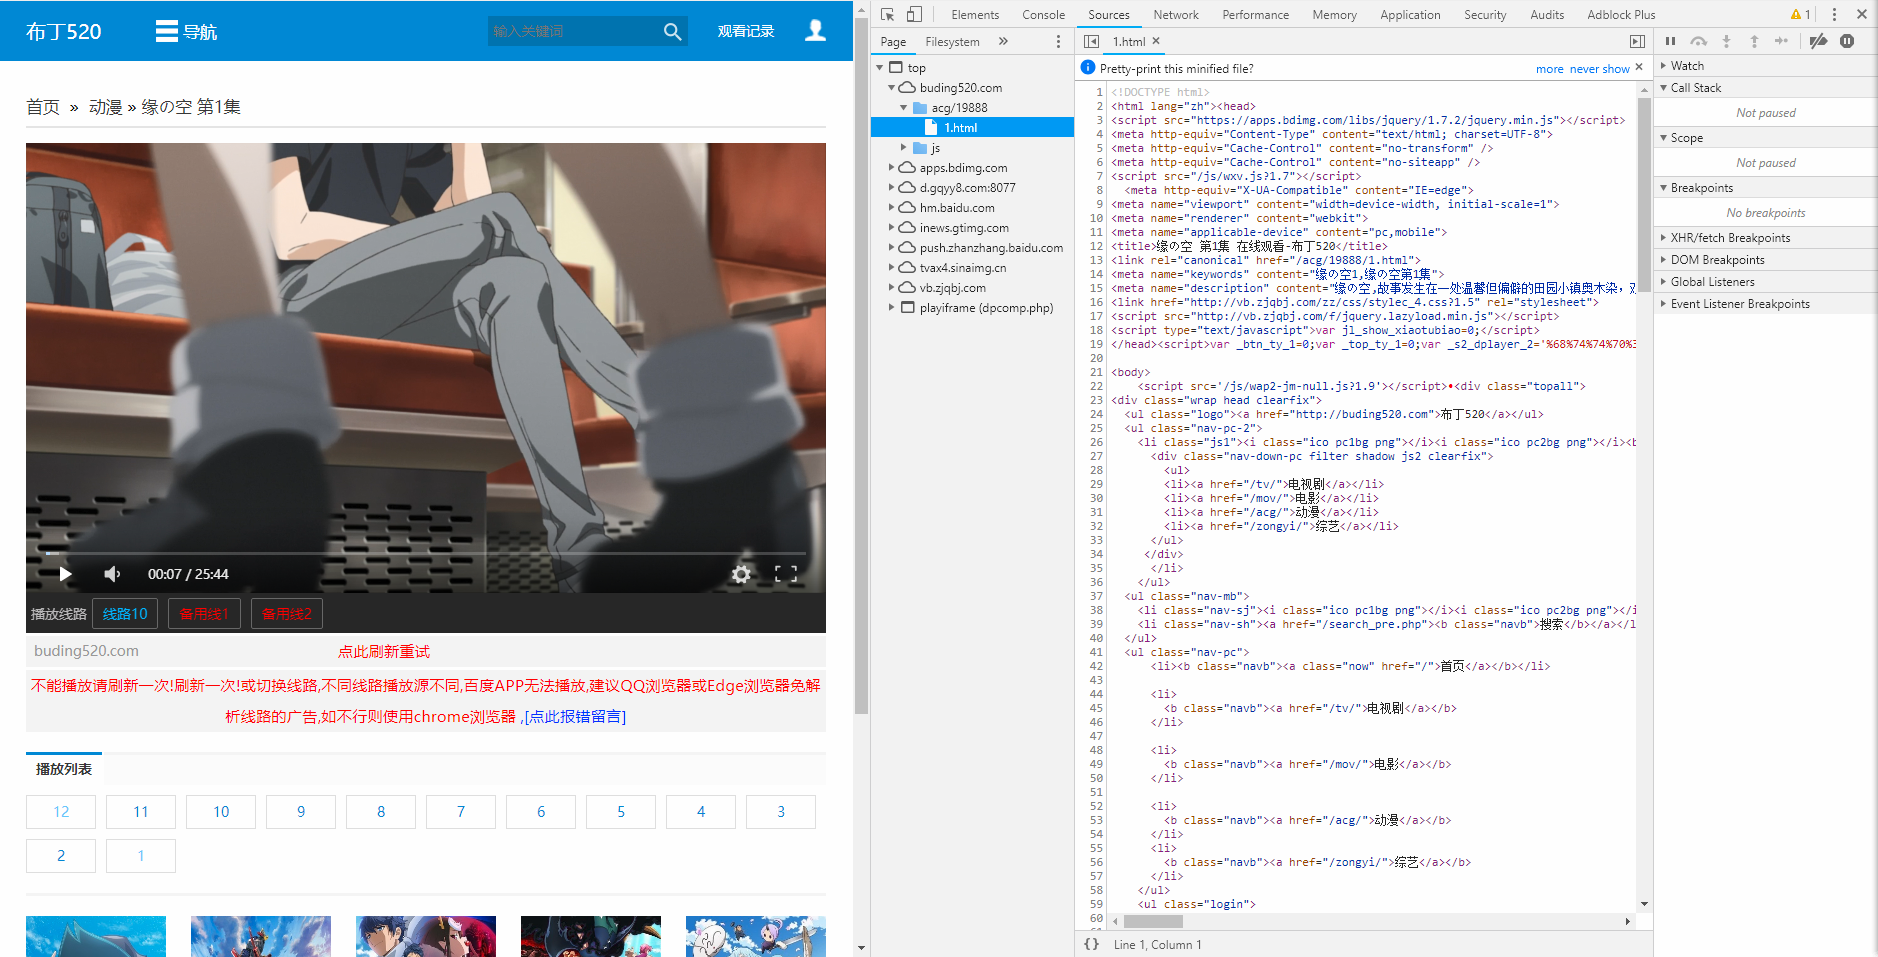 布丁520
导航
输入关键词
观看记录
首页 » 动漫 » 缘の空 第1集
00:07 / 25:44
播放线路 线路10 备用线1 备用线2
buding520.com 点此刷新重试
不能播放请刷新一次!刷新一次!或切换线路,不同线路播放源不同,百度APP无法播放,建议QQ浏览器或Edge浏览器免解
析线路的广告,如不行则使用chrome浏览器 ,[点此报错留言]
播放列表
12 11 10 9 8 7 6 5 4 3
2 1
Elements Console Sources Network Performance Memory Application Security Audits Adblock Plus 1
Page Filesystem »
top
buding520.com
acg/19888
1.html
js
apps.bdimg.com
d.gqyy8.com:8077
hm.baidu.com
inews.gtimg.com
push.zhanzhang.baidu.com
tvax4.sinaimg.cn
vb.zjqbj.com
playiframe (dpcomp.php)
1.html ×
Pretty-print this minified file? more never show ×
1 <!DOCTYPE html>
2 <html lang="zh"><head>
3 <script src="https://apps.bdimg.com/libs/jquery/1.7.2/jquery.min.js"></script>
4 <meta http-equiv="Content-Type" content="text/html; charset=UTF-8">
5 <meta http-equiv="Cache-Control" content="no-transform" />
6 <meta http-equiv="Cache-Control" content="no-siteapp" />
7 <script src="/js/wxv.js?1.7"></script>
8 <meta http-equiv="X-UA-Compatible" content="IE=edge">
9 <meta name="viewport" content="width=device-width, initial-scale=1">
10 <meta name="renderer" content="webkit">
11 <meta name="applicable-device" content="pc,mobile">
12 <title>缘の空 第1集 在线观看-布丁520</title>
13 <link rel="canonical" href="/acg/19888/1.html">
14 <meta name="keywords" content="缘の空1,缘の空第1集">
15 <meta name="description" content="缘の空,故事发生在一处温馨但偏僻的田园小镇奥木染，双
16 <link href="http://vb.zjqbj.com/zz/css/stylec_4.css?1.5" rel="stylesheet">
17 <script src="http://vb.zjqbj.com/f/jquery.lazyload.min.js"></script>
18 <script type="text/javascript">var jl_show_xiaotubiao=0;</script>
19 </head><script>var _btn_ty_1=0;var _top_ty_1=0;var _s2_dplayer_2='%68%74%74%70%3
20
21 <body>
22 <script src='/js/wap2-jm-null.js?1.9'></script>•<div class="topall">
23 <div class="wrap head clearfix">
24 <ul class="logo"><a href="http://buding520.com">布丁520</a></ul>
25 <ul class="nav-pc-2">
26 <li class="js1"><i class="ico pc1bg png"></i><i class="ico pc2bg png"></i><b
27 <div class="nav-down-pc filter shadow js2 clearfix">
28 <ul>
29 <li><a href="/tv/">电视剧</a></li>
30 <li><a href="/mov/">电影</a></li>
31 <li><a href="/acg/">动漫</a></li>
32 <li><a href="/zongyi/">综艺</a></li>
33 </ul>
34 </div>
35 </li>
36 </ul>
37 <ul class="nav-mb">
38 <li class="nav-sj"><i class="ico pc1bg png"></i><i class="ico pc2bg png"></i
39 <li class="nav-sh"><a href="/search_pre.php"><b class="navb">搜索</b></a></l
40 </ul>
41 <ul class="nav-pc">
42 <li><b class="navb"><a class="now" href="/">首页</a></b></li>
43
44 <li>
45 <b class="navb"><a href="/tv/">电视剧</a></b>
46 </li>
47
48 <li>
49 <b class="navb"><a href="/mov/">电影</a></b>
50 </li>
51
52 <li>
53 <b class="navb"><a href="/acg/">动漫</a></b>
54 </li>
55 <li>
56 <b class="navb"><a href="/zongyi/">综艺</a></b>
57 </li>
58 </ul>
59 <ul class="login">
60
{} Line 1, Column 1
Watch
Call Stack
Not paused
Scope
Not paused
Breakpoints
No breakpoints
XHR/fetch Breakpoints
DOM Breakpoints
Global Listeners
Event Listener Breakpoints